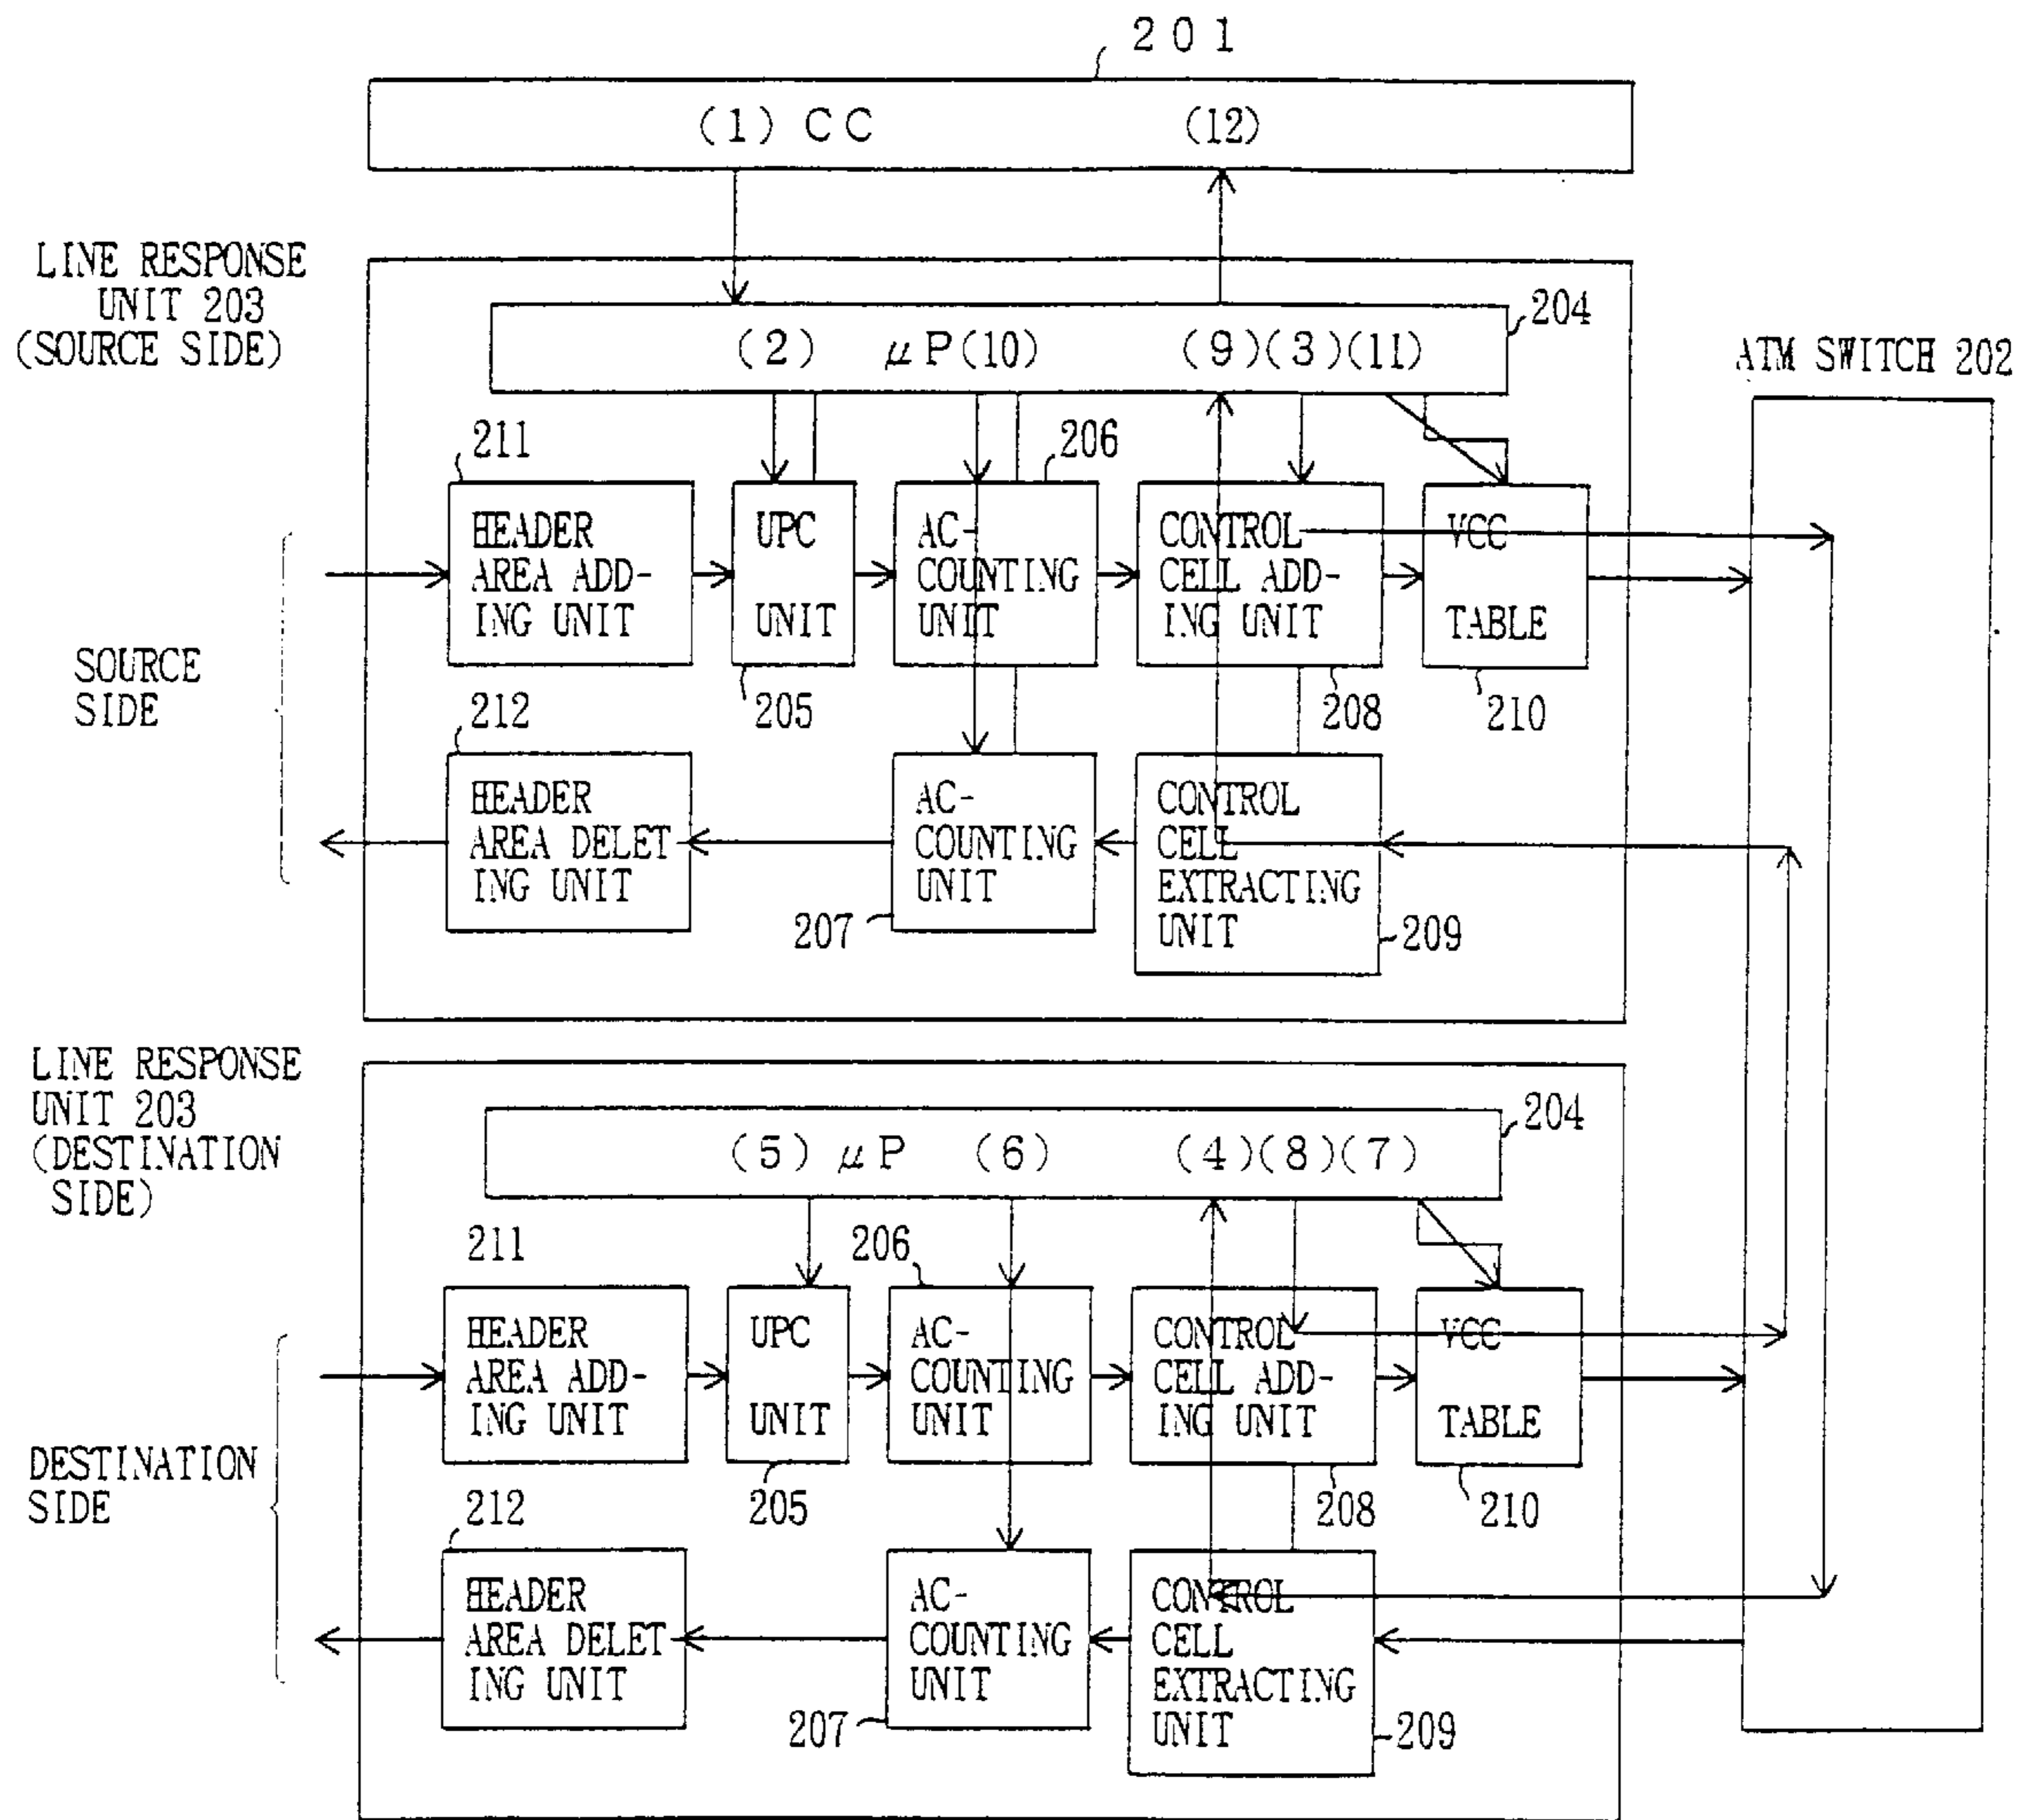 201
(1) CC (12)
LINE RESPONSE
UNIT 203
(SOURCE SIDE)
204
(2) μP (10) (9) (3) (11)
ATM SWITCH 202
211
206
HEADER
AREA ADD-
ING UNIT
UPC
UNIT
AC-
COUNTING
UNIT
CONTROL
CELL ADD-
ING UNIT
VCC
TABLE
SOURCE
SIDE
212
205
208
210
HEADER
AREA DELET
ING UNIT
AC-
COUNTING
UNIT
CONTROL
CELL
EXTRACTING
UNIT
207
209
LINE RESPONSE
UNIT 203
(DESTINATION
SIDE)
204
(5) μP (6) (4) (8) (7)
211
206
HEADER
AREA ADD-
ING UNIT
UPC
UNIT
AC-
COUNTING
UNIT
CONTROL
CELL ADD-
ING UNIT
VCC
TABLE
DESTINATION
SIDE
212
205
208
210
HEADER
AREA DELET
ING UNIT
AC-
COUNTING
UNIT
CONTROL
CELL
EXTRACTING
UNIT
207
209